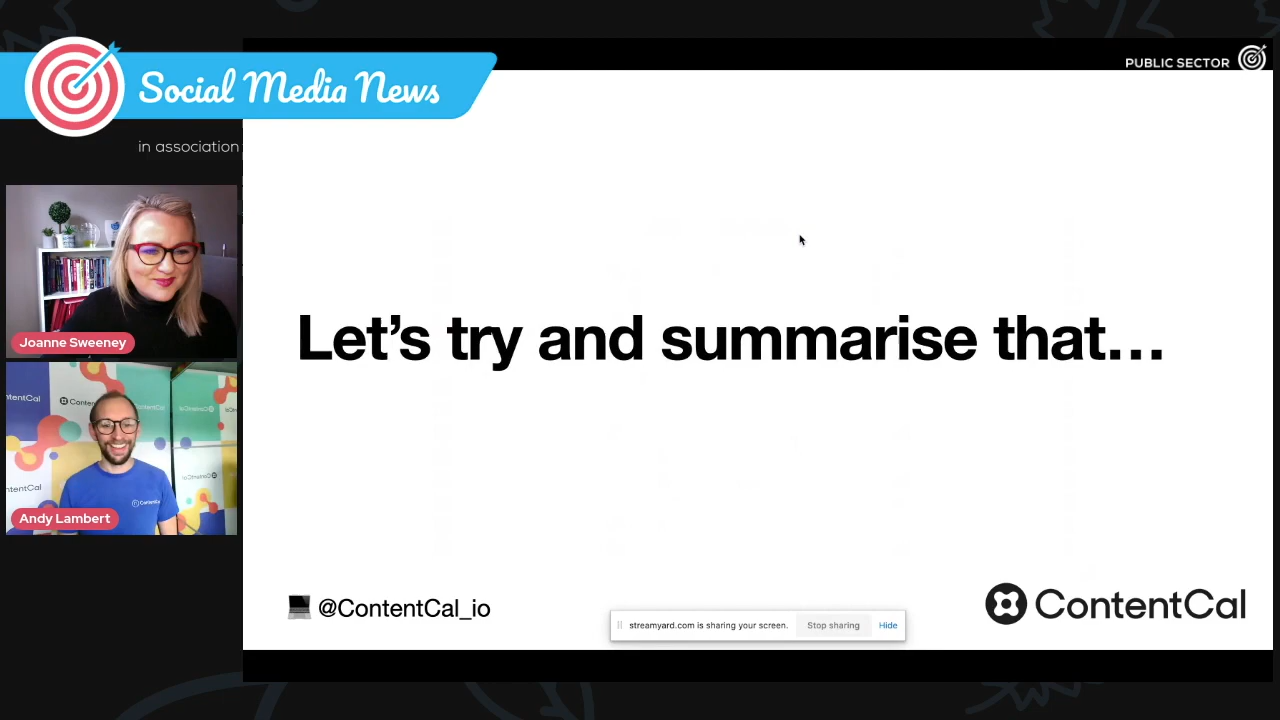 Social Media News
PUBLIC SECTOR
in association
Joanne Sweeney
ContentCal
Andy Lambert
Let's try and summarise that...
@ContentCal_io
streamyard.com is sharing your screen.
Stop sharing
Hide
ContentCal